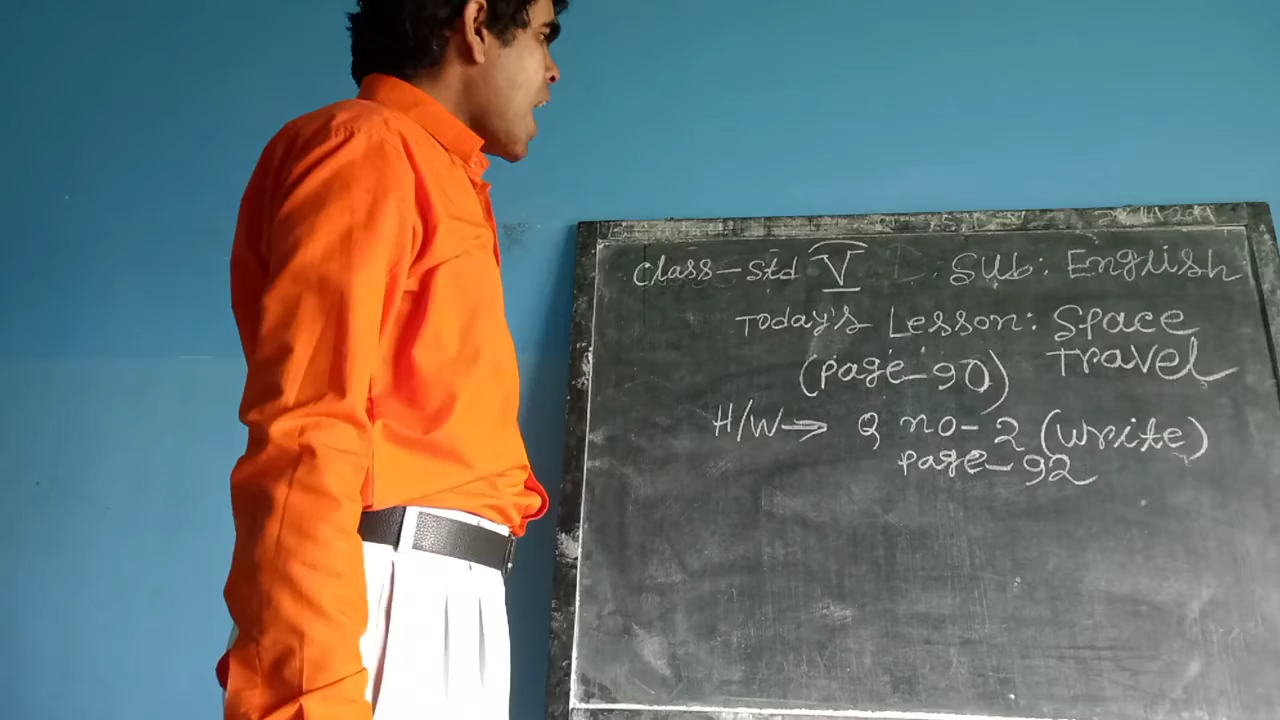 Class - Std V Sub: English
Today's Lesson: Space Travel
(page - 90)
H/W → Q no - 2 (write)
page - 92